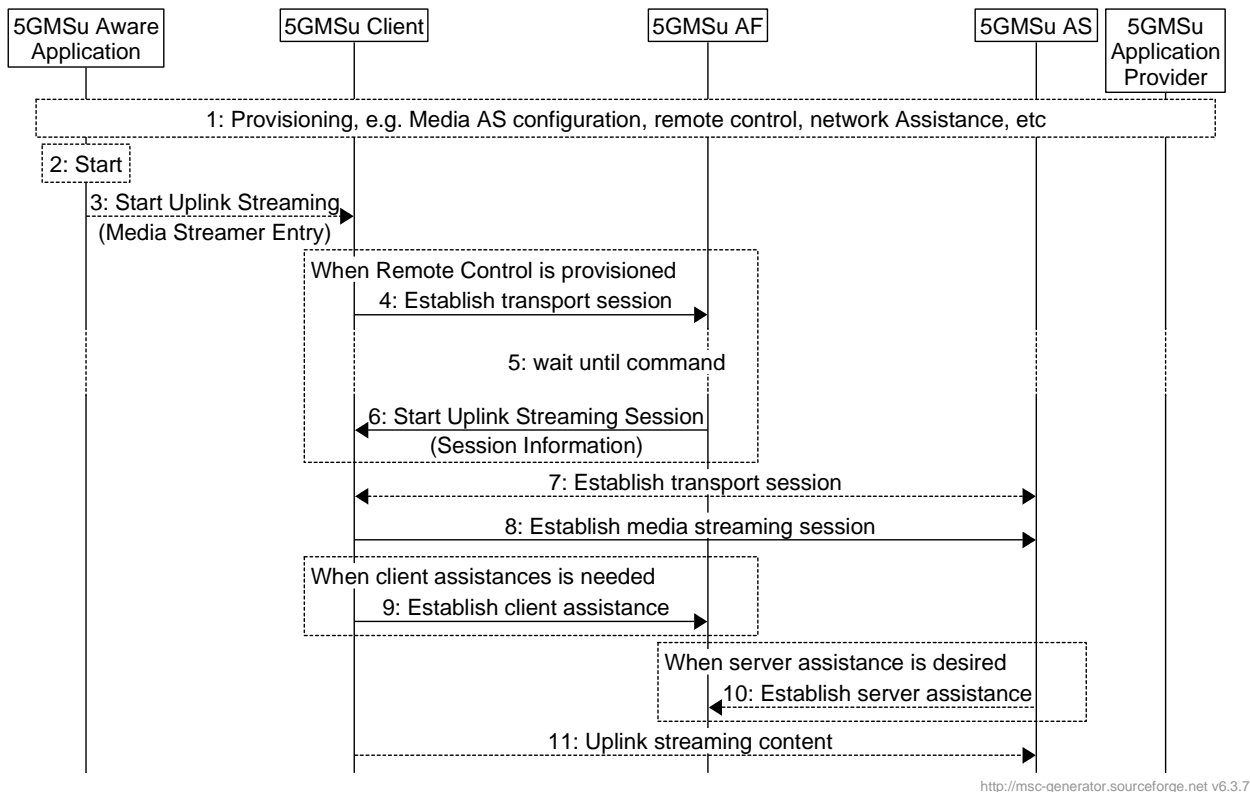 5GMSu Aware
Application
5GMSu Client
5GMSu AF
5GMSu AS
5GMSu
Application
Provider
1: Provisioning, e.g. Media AS configuration, remote control, network Assistance, etc
2: Start
3: Start Uplink Streaming
(Media Streamer Entry)
When Remote Control is provisioned
4: Establish transport session
5: wait until command
6: Start Uplink Streaming Session
(Session Information)
7: Establish transport session
8: Establish media streaming session
When client assistances is needed
9: Establish client assistance
When server assistance is desired
10: Establish server assistance
11: Uplink streaming content
http://msc-generator.sourceforge.net v6.3.7